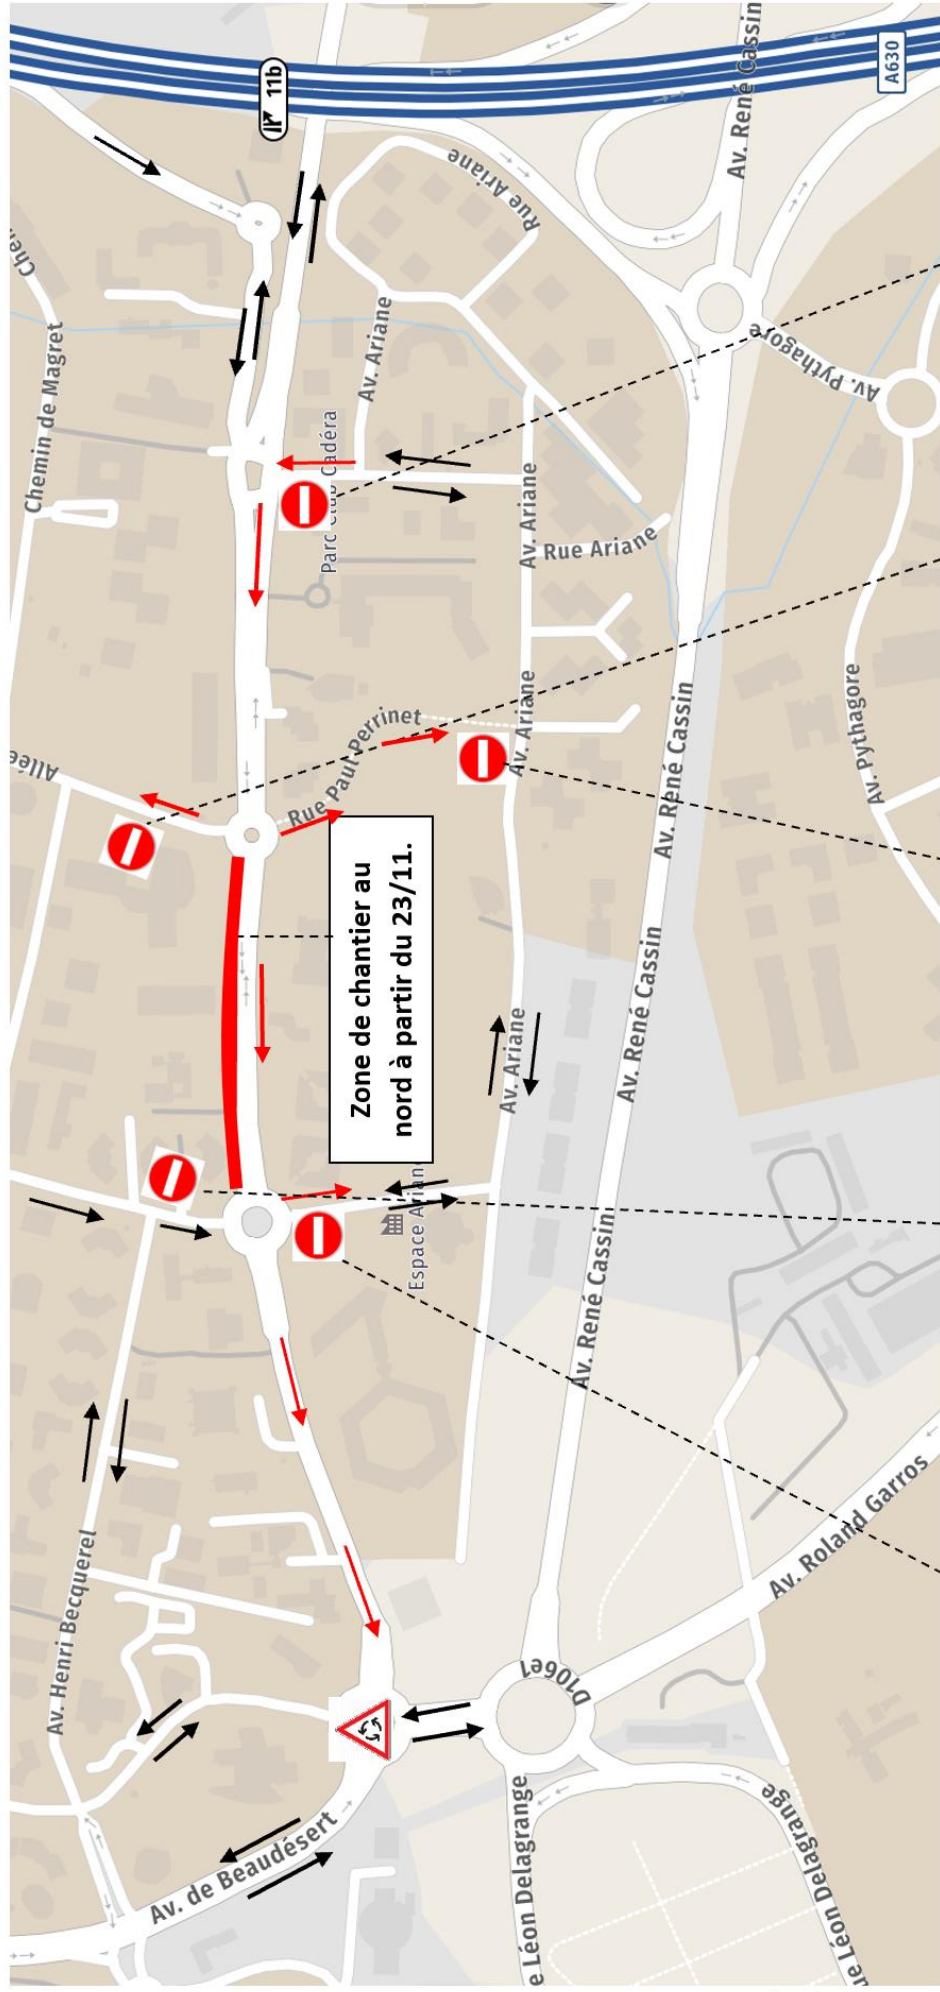 Allée
Chemin de Magret
Av. Henri Becquerel
Av. de Beaudésert
11b
Rue Paul Perrinet
Parc Club Cadéra
Av. Ariane
Zone de chantier au
nord à partir du 23/11.
Espace Ariane
Rue Ariane
Av. Ariane
Av. Ariane
Av. Ariane
Rue Ariane
D106e1
e Léon Delagrange
Av. René Cassin
Av. René Cassin
Av. René Cassin
Av. René Cassin
Av. Pythagore
Av. Roland Garros
ue Léon Delagrange
Av. Pythagore
A630